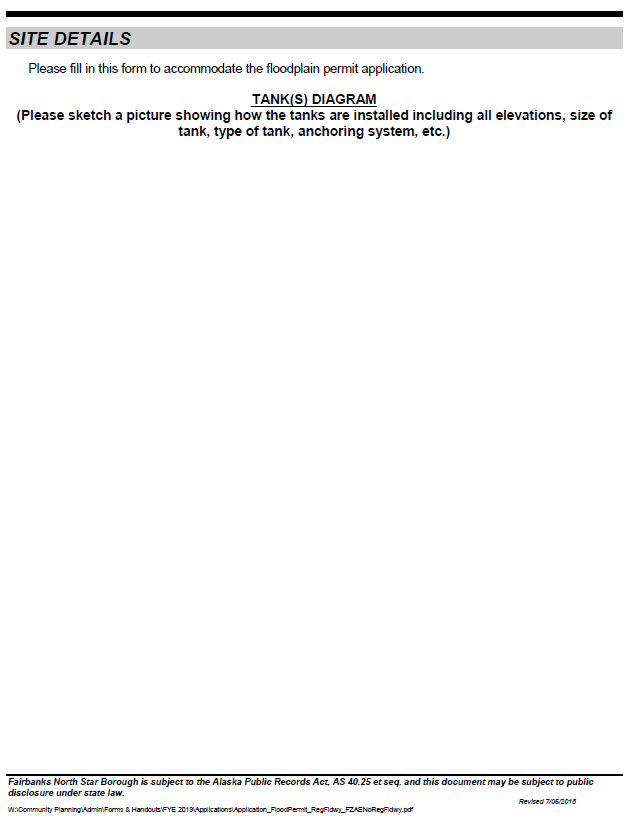 SITE DETAILS
Please fill in this form to accommodate the floodplain permit application.
TANK(S) DIAGRAM
(Please sketch a picture showing how the tanks are installed including all elevations, size of
tank, type of tank, anchoring system, etc.)
Fairbanks North Star Borough is subject to the Alaska Public Records Act, AS 40.25 et seq. and this document may be subject to public
disclosure under state law.
Revised 7/06/2018
W:\Community Planning\Admin\Forms & Handouts\FYE 2019\Applications\Application_FloodPermit_RegFldwy_FZAENoRegFldwy.pdf